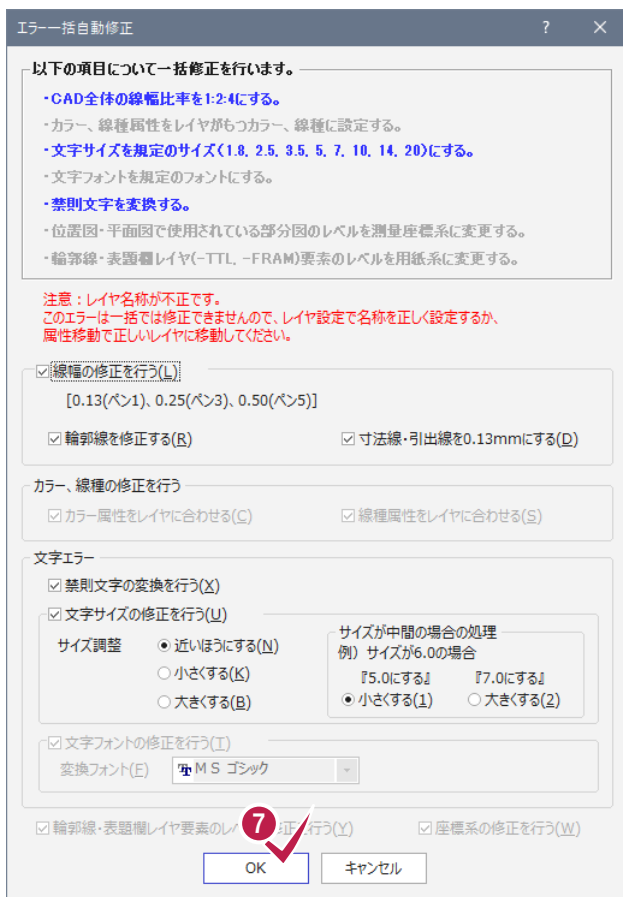 エラー一括自動修正 ? ×
以下の項目について一括修正を行います。
・CAD全体の線幅比率を1:2:4にする。
・カラー、線種属性をレイヤがもつカラー、線種に設定する。
・文字サイズを規定のサイズ(1.8, 2.5, 3.5, 5, 7, 10, 14, 20)にする。
・文字フォントを規定のフォントにする。
・禁則文字を変換する。
・位置図・平面図で使用されている部分図のレベルを測量座標系に変更する。
・輪郭線・表題欄レイヤ(-TTL, -FRAM)要素のレベルを用紙系に変更する。
注意：レイヤ名称が不正です。
このエラーは一括では修正できませんので、レイヤ設定で名称を正しく設定するか、
属性移動で正しいレイヤに移動してください。
線幅の修正を行う(L)
[0.13(ペン1)、0.25(ペン3)、0.50(ペン5)]
輪郭線を修正する(R) 寸法線・引出線を0.13mmにする(D)
カラー、線種の修正を行う
カラー属性をレイヤに合わせる(C) 線種属性をレイヤに合わせる(S)
文字エラー
禁則文字の変換を行う(X)
文字サイズの修正を行う(U)
サイズ調整 近いほうにする(N)
小さくする(K)
大きくする(B)
サイズが中間の場合の処理
例）サイズが6.0の場合
『5.0にする』 『7.0にする』
小さくする(1) 大きくする(2)
文字フォントの修正を行う(T)
変換フォント(F) ＭＳ ゴシック
輪郭線・表題欄レイヤ要素のレ 修正を行う(Y) 座標系の修正を行う(W)
7
OK キャンセル